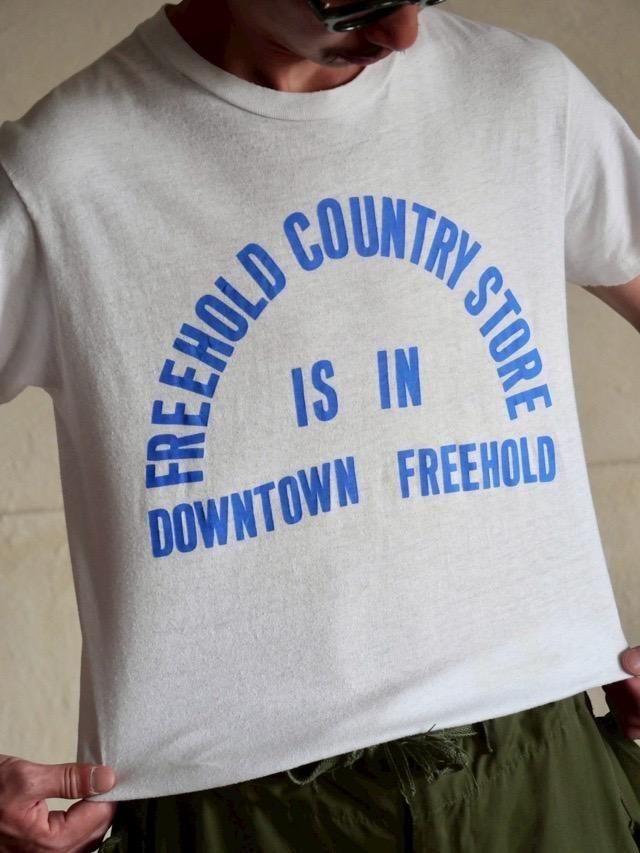 FREEHOLD COUNTRY STORE
IS IN
DOWNTOWN FREEHOLD